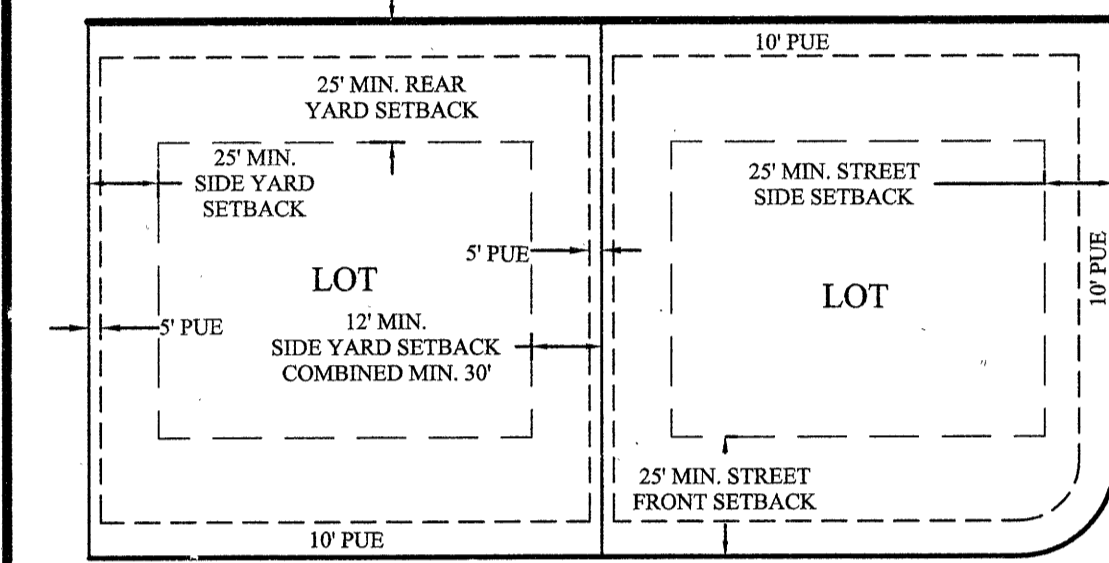 10' PUE
25' MIN. REAR
YARD SETBACK
25' MIN.
SIDE YARD
SETBACK
25' MIN. STREET
SIDE SETBACK
5' PUE
10' PUE
LOT
LOT
5' PUE
12' MIN.
SIDE YARD SETBACK
COMBINED MIN. 30'
25' MIN. STREET
FRONT SETBACK
10' PUE